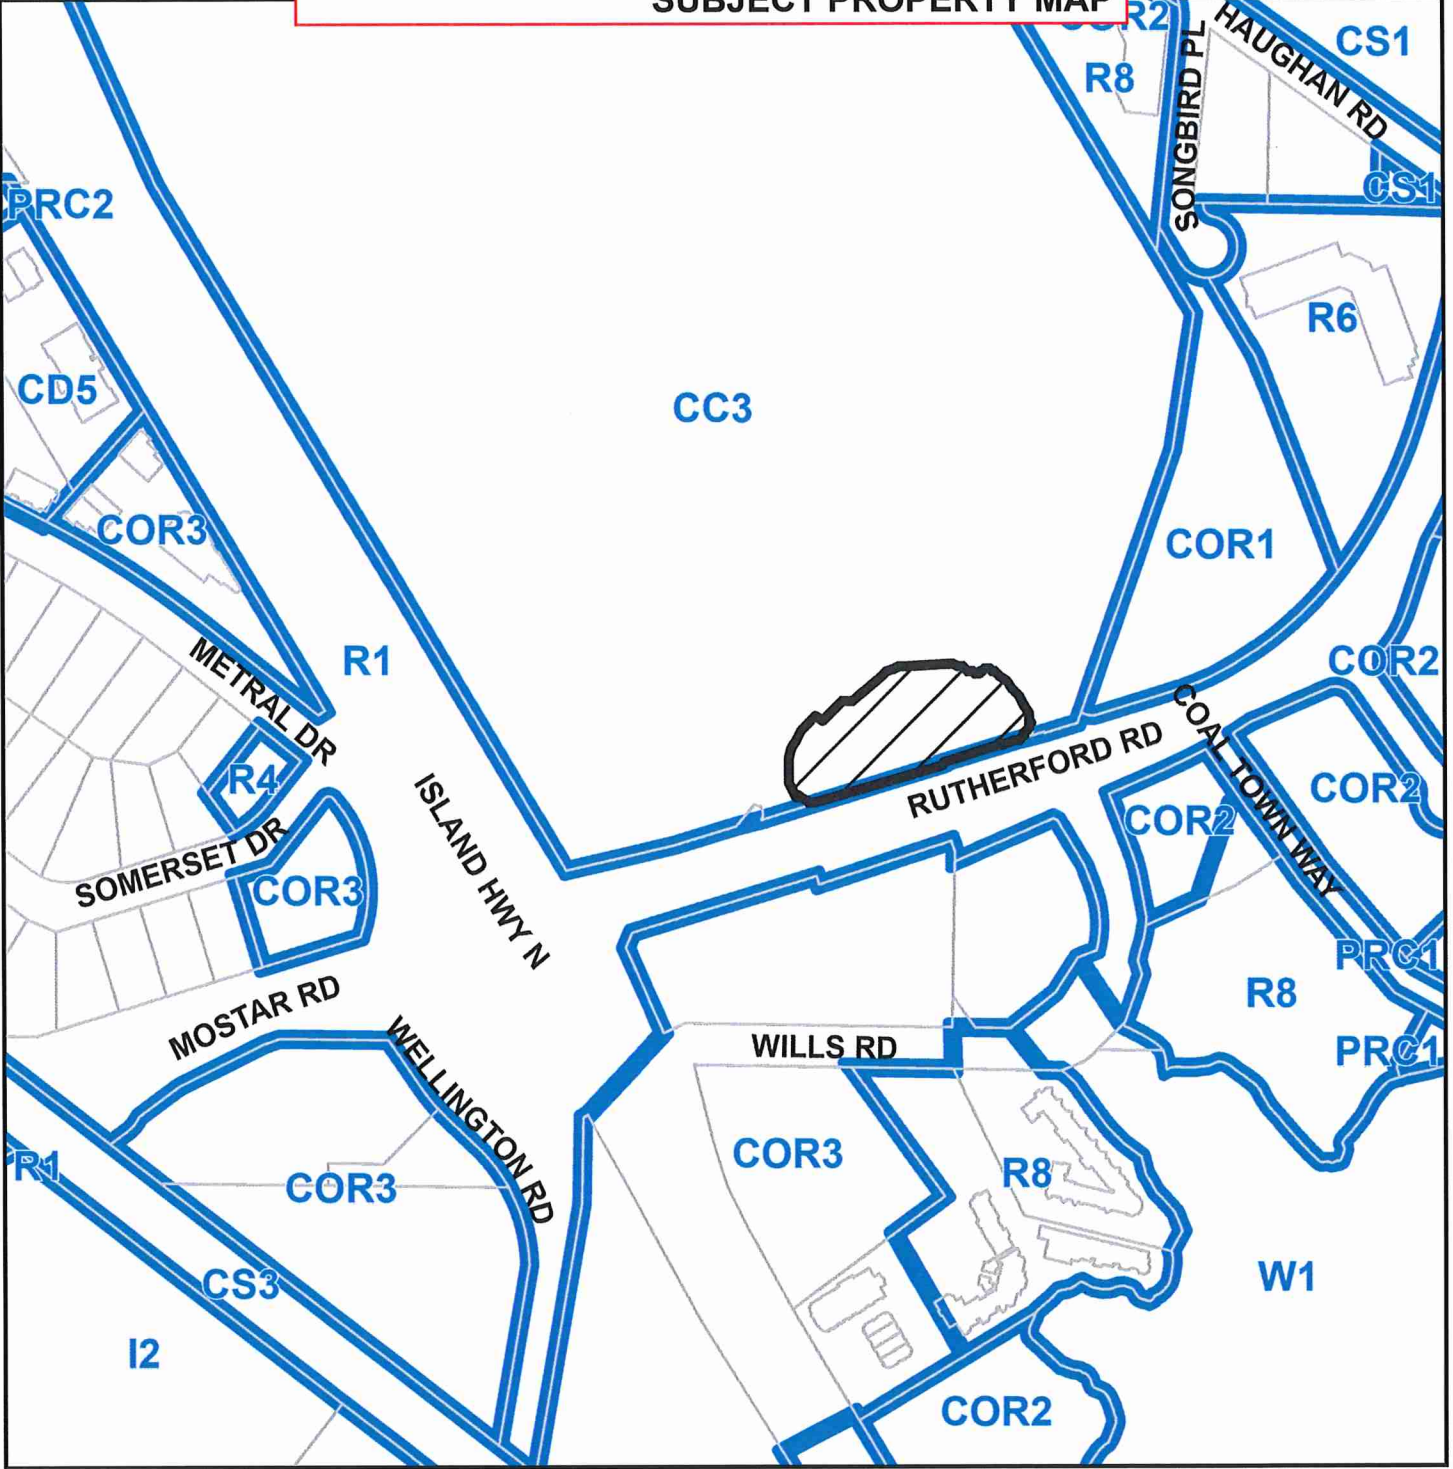 SUBJECT PROPERTY MAP
COR2
HAUGHAN RD
CS1
R8
SONGBIRD PL
PRC2
CS1
R6
CD5
CC3
COR3
COR1
METRAL DR
R1
COR2
COAL TOWN WAY
RUTHERFORD RD
R4
COR2
COR2
ISLAND HWY N
SOMERSET DR
COR3
PRC1
R8
MOSTAR RD
WILLS RD
PRC1
WELLINGTON RD
COR3
R1
COR3
R8
CS3
W1
I2
COR2